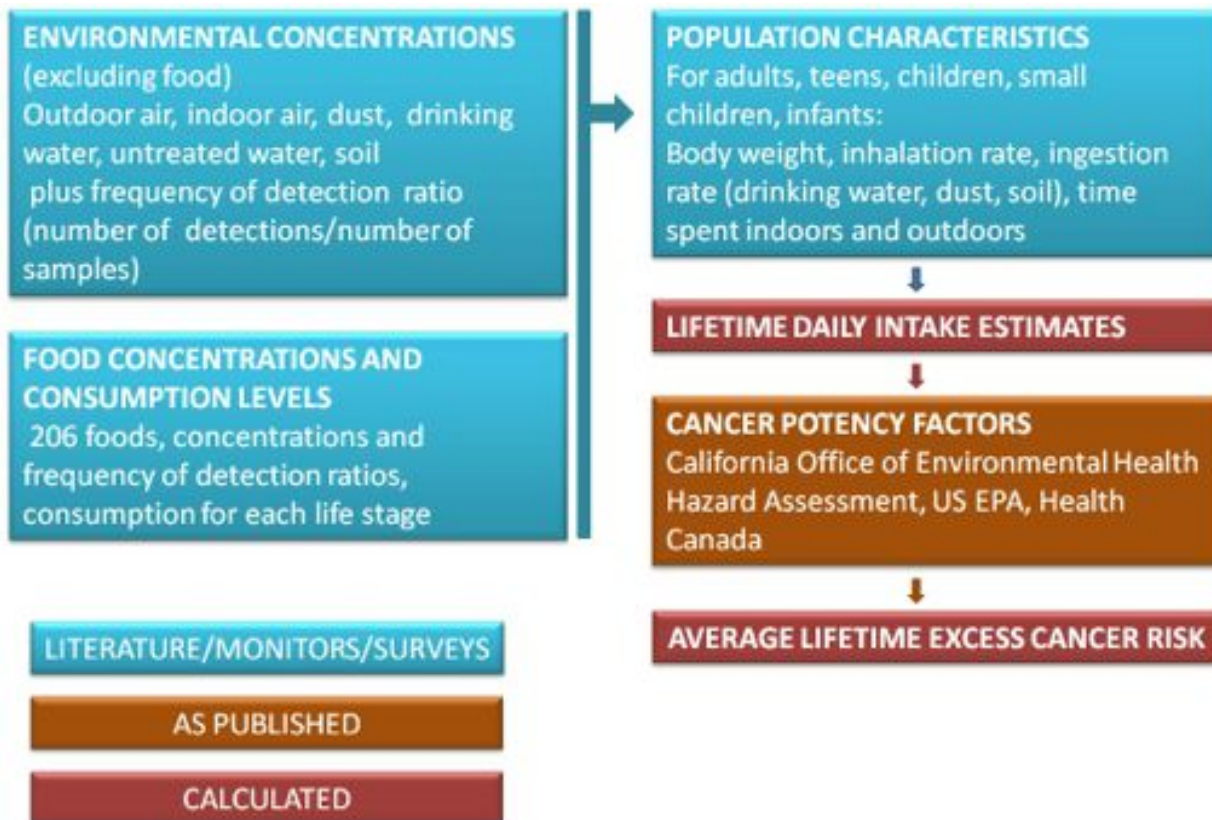 ENVIRONMENTAL CONCENTRATIONS
(excluding food)
Outdoor air, indoor air, dust, drinking
water, untreated water, soil
plus frequency of detection ratio
(number of detections/number of
samples)
FOOD CONCENTRATIONS AND
CONSUMPTION LEVELS
206 foods, concentrations and
frequency of detection ratios,
consumption for each life stage
POPULATION CHARACTERISTICS
For adults, teens, children, small
children, infants:
Body weight, inhalation rate, ingestion
rate (drinking water, dust, soil), time
spent indoors and outdoors
LIFETIME DAILY INTAKE ESTIMATES
CANCER POTENCY FACTORS
California Office of Environmental Health
Hazard Assessment, US EPA, Health
Canada
AVERAGE LIFETIME EXCESS CANCER RISK
LITERATURE/MONITORS/SURVEYS
AS PUBLISHED
CALCULATED